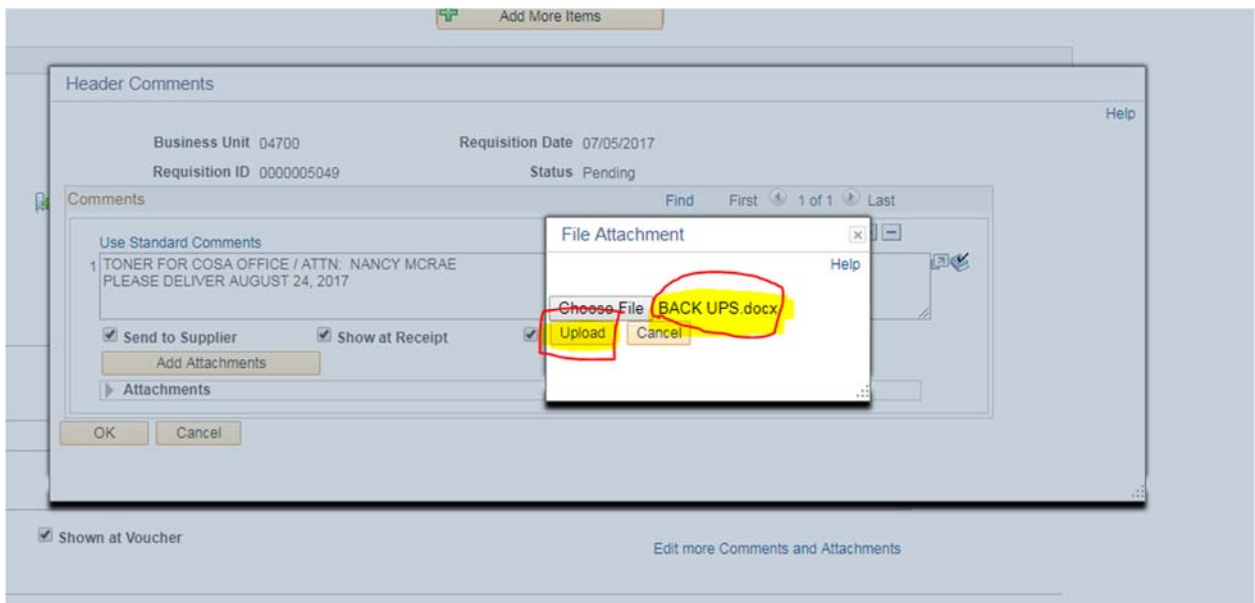 Add More Items
Header Comments
Help
Business Unit 04700 Requisition Date 07/05/2017
Requisition ID 0000005049 Status Pending
Comments Find First 1 of 1 Last
Use Standard Comments
1 TONER FOR COSA OFFICE / ATTN: NANCY MCRAE
PLEASE DELIVER AUGUST 24, 2017
Send to Supplier Show at Receipt
Add Attachments
Attachments
OK Cancel
File Attachment
Help
Choose File BACK UPS.docx
Upload Cancel
Shown at Voucher
Edit more Comments and Attachments